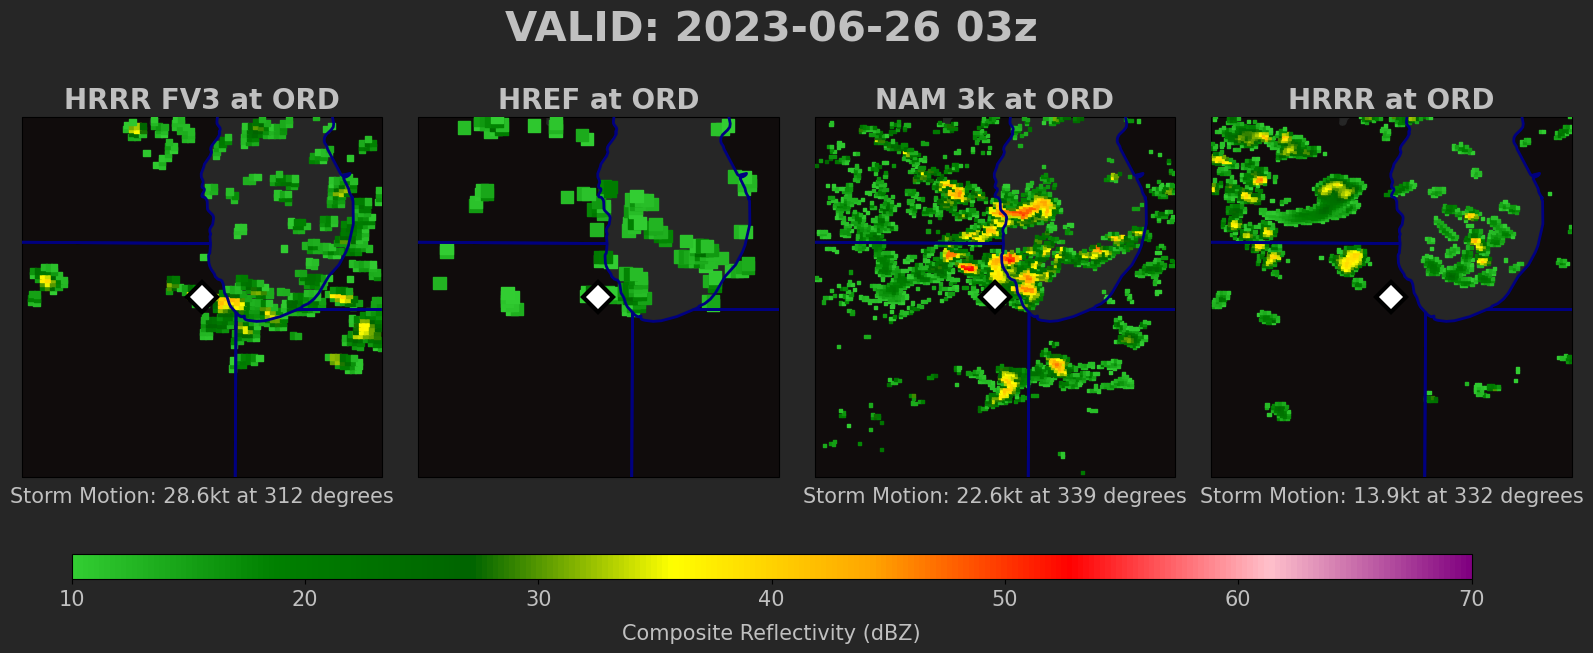 VALID: 2023-06-26 03z
HRRR FV3 at ORD
HREF at ORD
NAM 3k at ORD
HRRR at ORD
Storm Motion: 28.6kt at 312 degrees
Storm Motion: 22.6kt at 339 degrees
Storm Motion: 13.9kt at 332 degrees
10 20 30 40 50 60 70
Composite Reflectivity (dBZ)